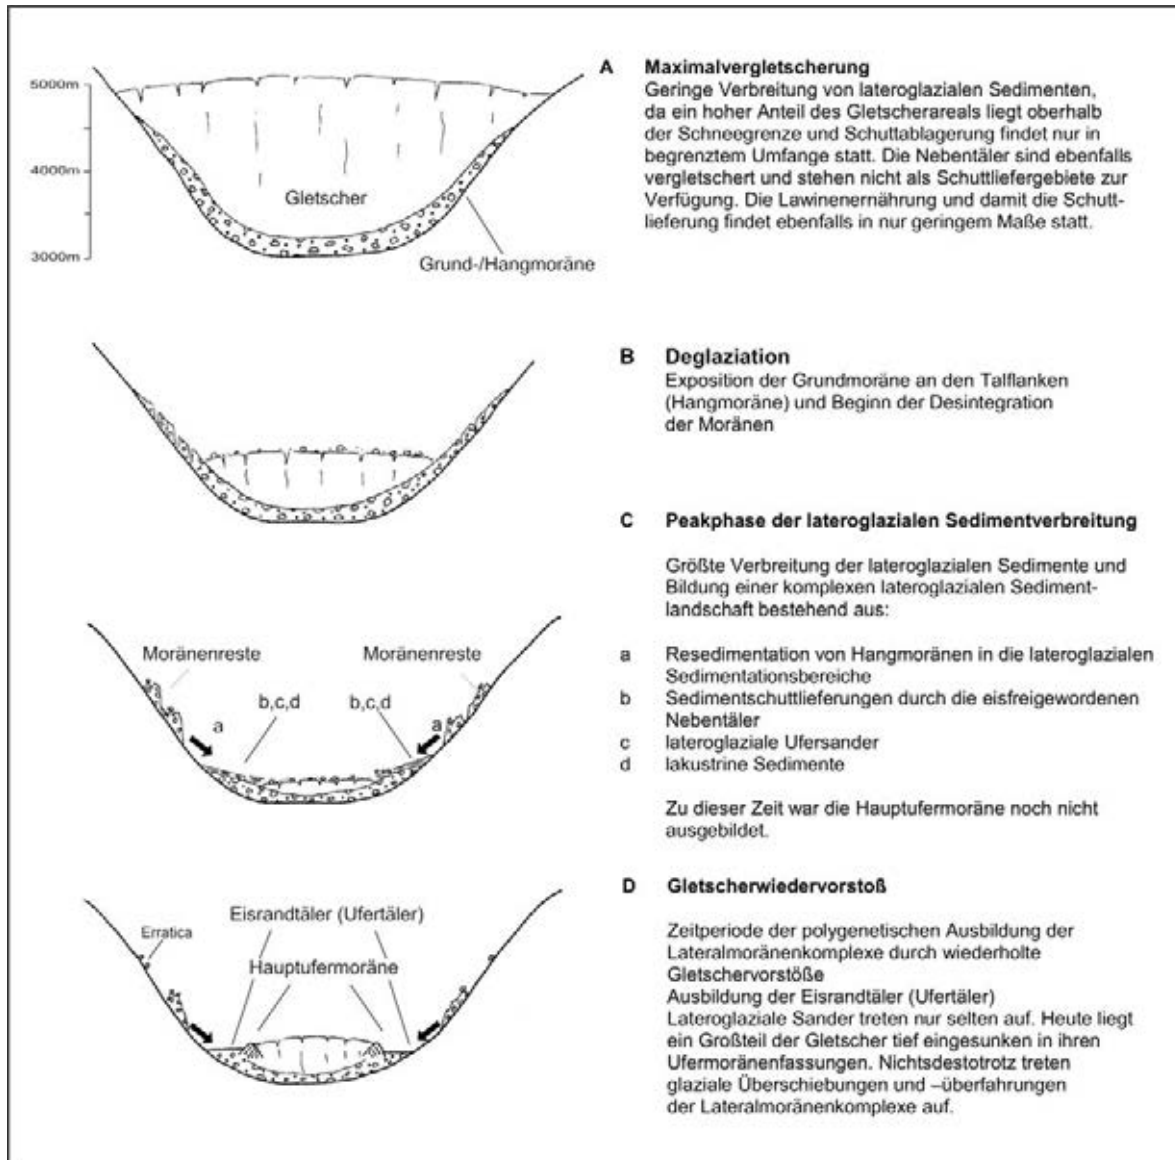 5000m
4000m
3000m
Gletscher
Grund-/Hangmoräne
A Maximalvergletscherung
Geringe Verbreitung von lateroglazialen Sedimenten,
da ein hoher Anteil des Gletscherareals liegt oberhalb
der Schneegrenze und Schuttablagerung findet nur in
begrenztem Umfange statt. Die Nebentäler sind ebenfalls
vergletschert und stehen nicht als Schuttliefergebiete zur
Verfügung. Die Lawinenernährung und damit die Schutt-
lieferung findet ebenfalls in nur geringem Maße statt.
B Deglaziation
Exposition der Grundmoräne an den Talflanken
(Hangmoräne) und Beginn der Desintegration
der Moränen
C Peakphase der lateroglazialen Sedimentverbreitung
Größte Verbreitung der lateroglazialen Sedimente und
Bildung einer komplexen lateroglazialen Sediment-
landschaft bestehend aus:
a Resedimentation von Hangmoränen in die lateroglazialen
Sedimentationsbereiche
b Sedimentschuttlieferungen durch die eisfreigewordenen
Nebentäler
c lateroglaziale Ufersander
d lakustrine Sedimente
Zu dieser Zeit war die Hauptufermoräne noch nicht
ausgebildet.
Moränenreste Moränenreste
b,c,d b,c,d
a a
D Gletscherwiedervorstoß
Zeitperiode der polygenetischen Ausbildung der
Lateralmoränenkomplexe durch wiederholte
Gletschervorstöße
Ausbildung der Eisrandtäler (Ufertäler)
Lateroglaziale Sander treten nur selten auf. Heute liegt
ein Großteil der Gletscher tief eingesunken in ihren
Ufermoränenfassungen. Nichtsdestotrotz treten
glaziale Überschiebungen und –überfahrungen
der Lateralmoränenkomplexe auf.
Eisrandtäler (Ufertäler)
Erratica
Hauptufermoräne